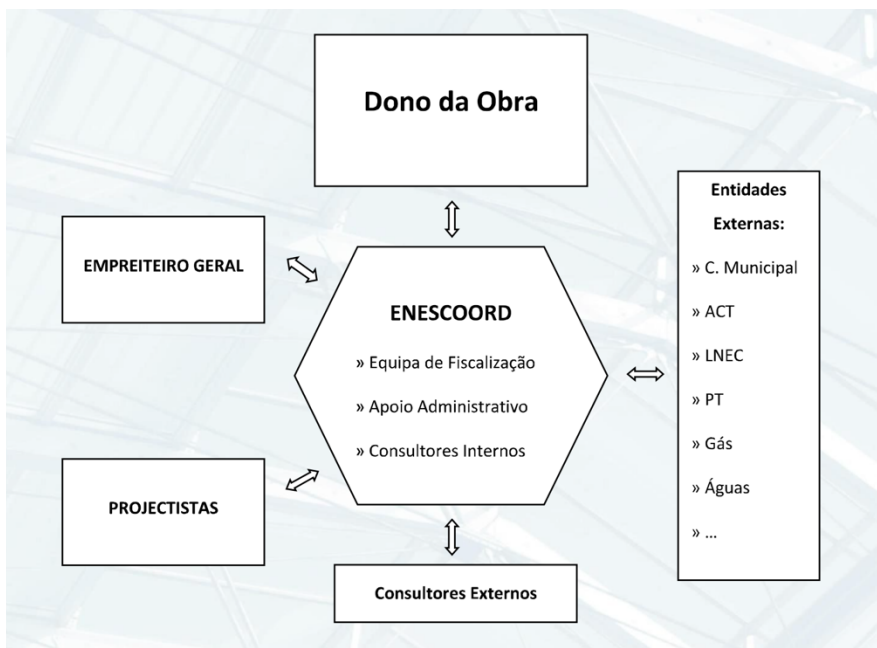 Dono da Obra
Entidades
Externas:
» C. Municipal
» ACT
» LNEC
» PT
» Gás
» Águas
» ...
EMPREITEIRO GERAL
ENESCOORD
» Equipa de Fiscalização
» Apoio Administrativo
» Consultores Internos
PROJECTISTAS
Consultores Externos